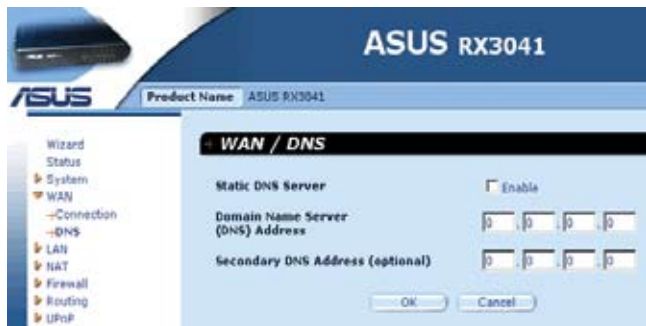 ASUS RX3041
ASUS
Product Name ASUS RX3041
Wizard
Status
System
WAN
Connection
DNS
LAN
NAT
Firewall
Routing
UPnP
WAN / DNS
Static DNS Server Enable
Domain Name Server
(DNS) Address 0 . 0 . 0 . 0
Secondary DNS Address (optional) 0 . 0 . 0 . 0
OK Cancel